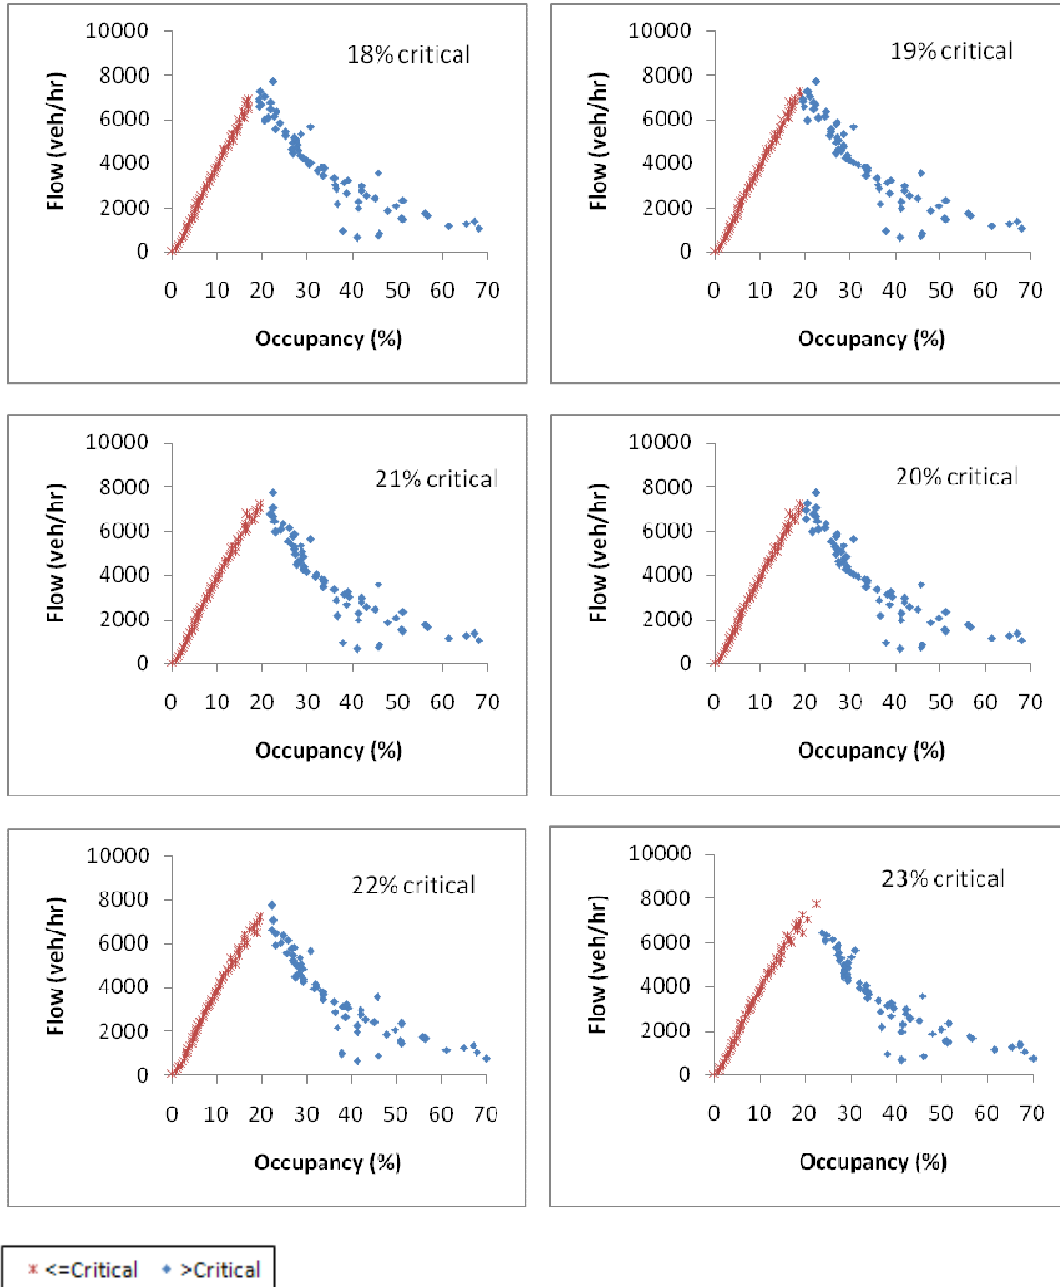 18% critical
Flow (veh/hr)
10000
8000
6000
4000
2000
0
0 10 20 30 40 50 60 70
Occupancy (%)
19% critical
Flow (veh/hr)
10000
8000
6000
4000
2000
0
0 10 20 30 40 50 60 70
Occupancy (%)
21% critical
Flow (veh/hr)
10000
8000
6000
4000
2000
0
0 10 20 30 40 50 60 70
Occupancy (%)
20% critical
Flow (veh/hr)
10000
8000
6000
4000
2000
0
0 10 20 30 40 50 60 70
Occupancy (%)
22% critical
Flow (veh/hr)
10000
8000
6000
4000
2000
0
0 10 20 30 40 50 60 70
Occupancy (%)
23% critical
Flow (veh/hr)
10000
8000
6000
4000
2000
0
0 10 20 30 40 50 60 70
Occupancy (%)
<=Critical >Critical